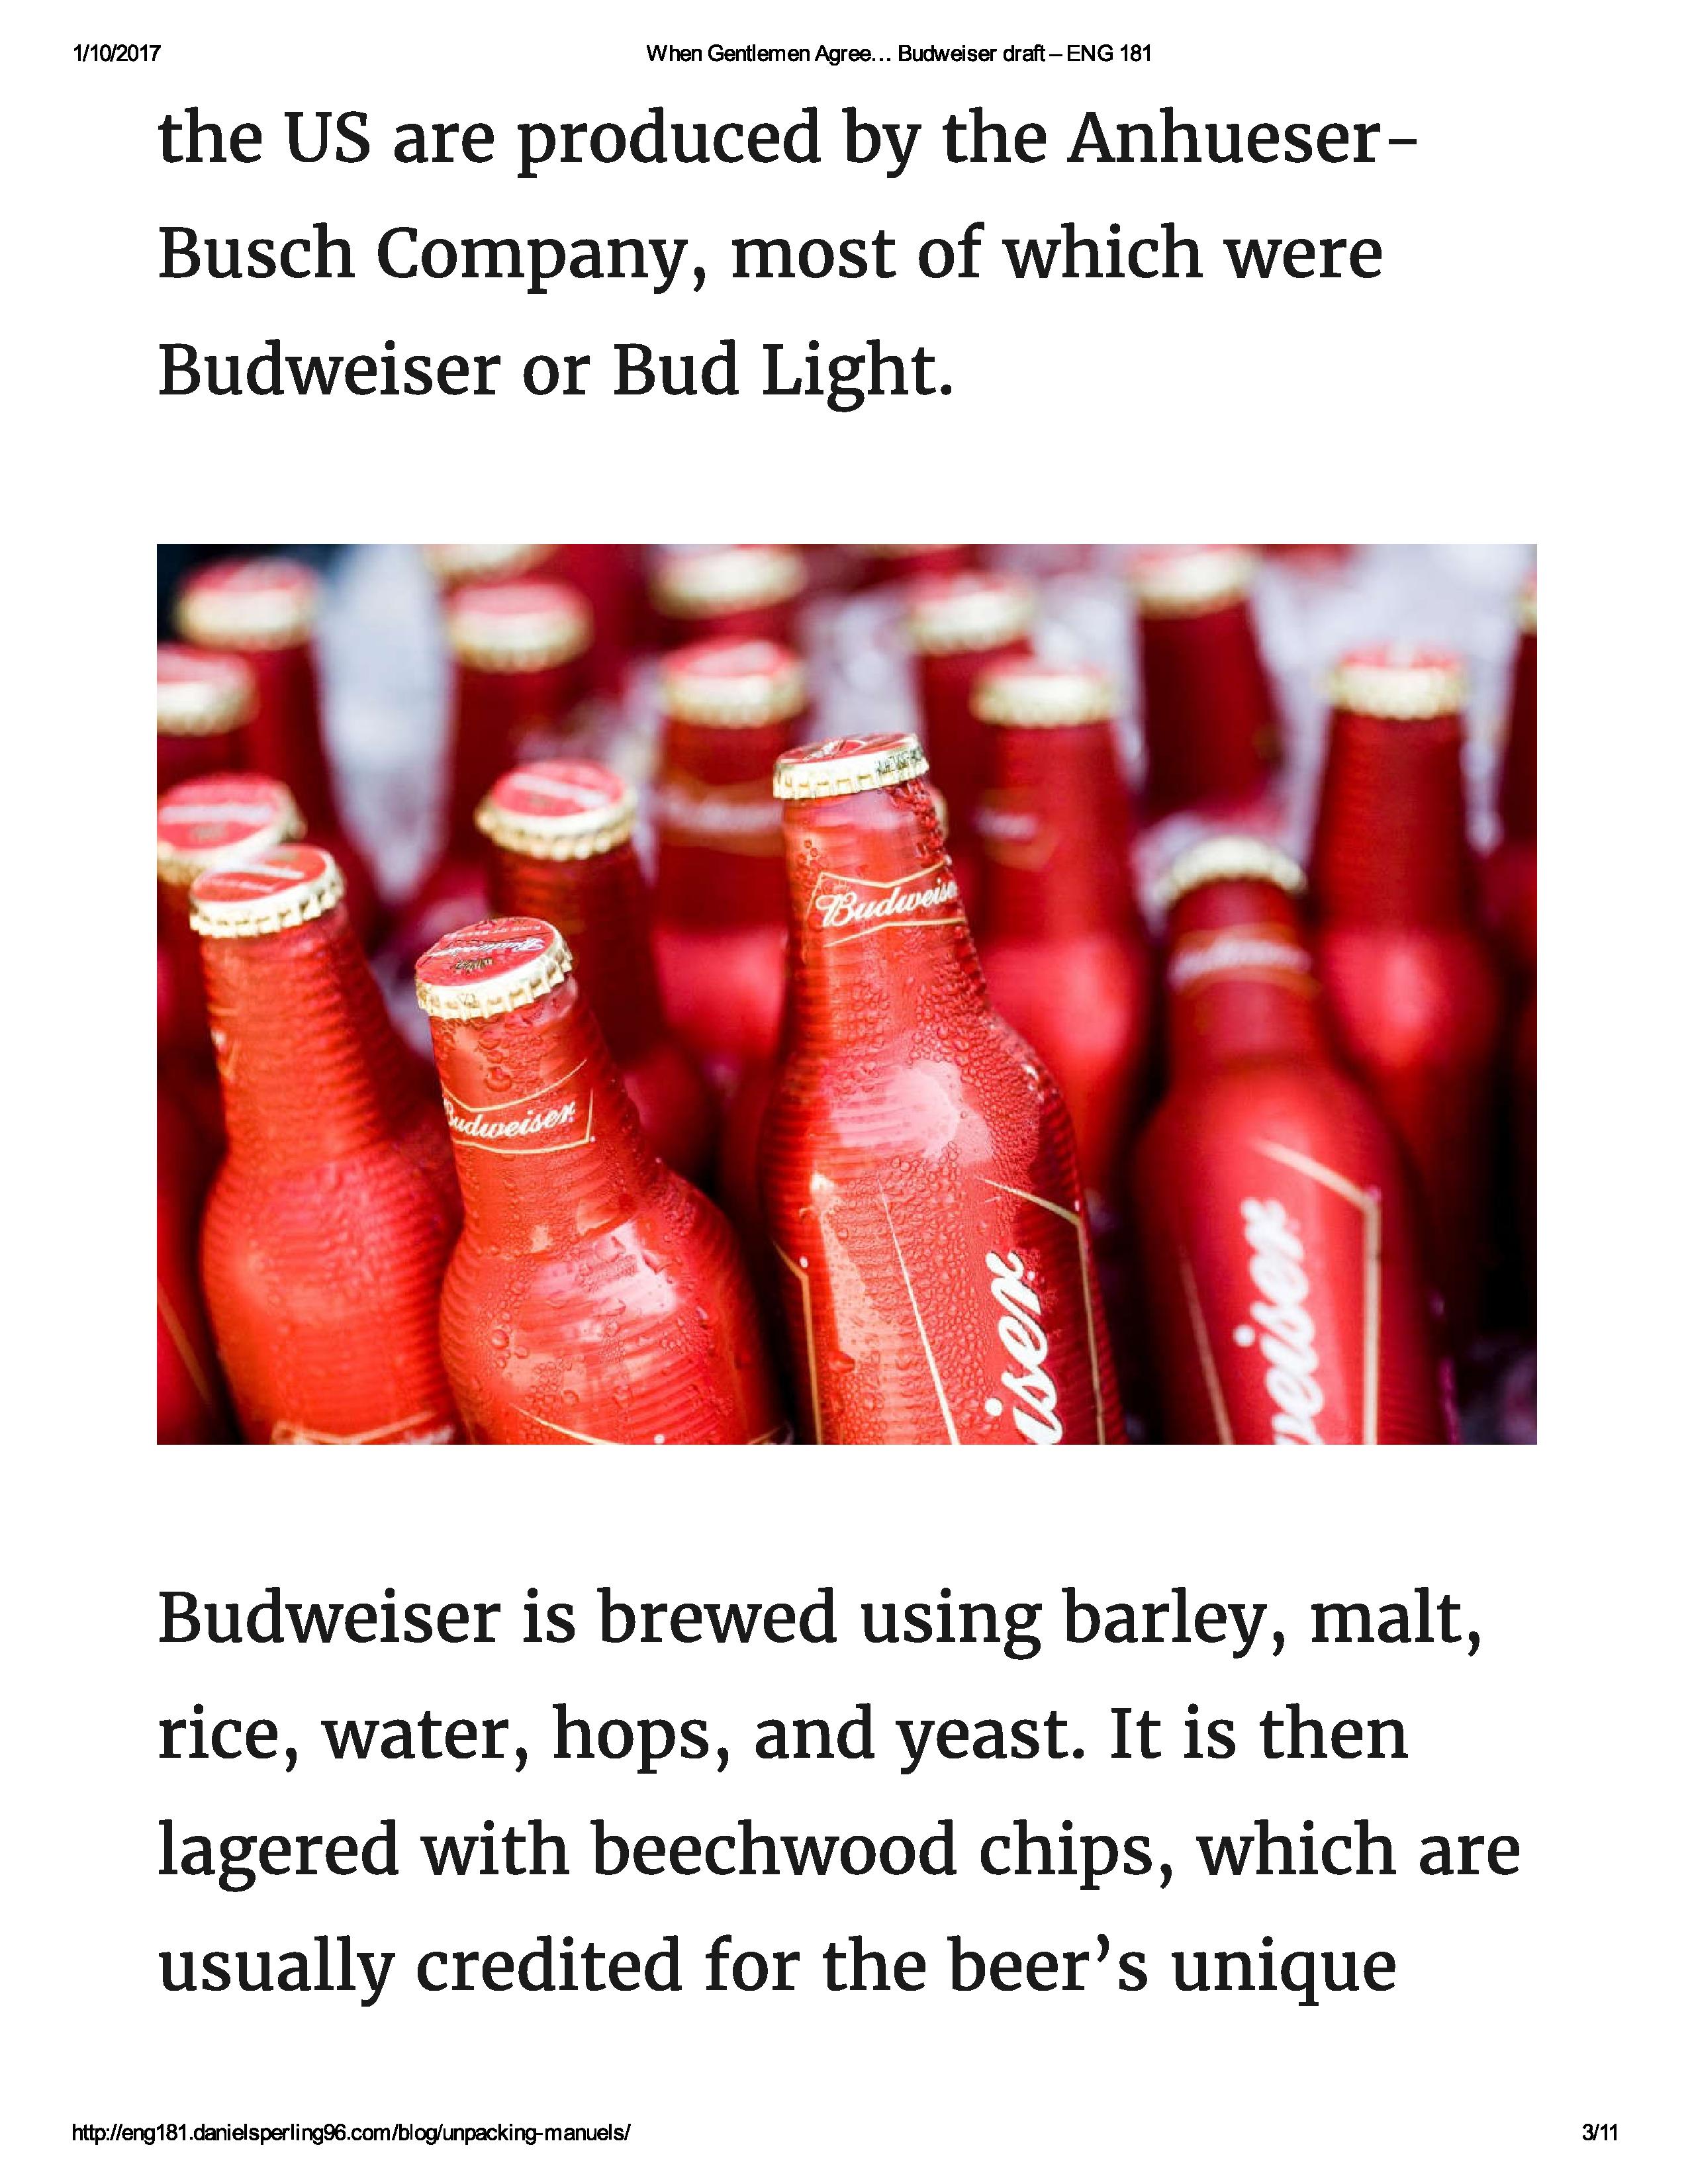 1/10/2017 When Gentlemen Agree… Budweiser draft – ENG 181
the US are produced by the Anhueser-
Busch Company, most of which were
Budweiser or Bud Light.
Budweis
Budweiser
iser
weiser
Budweiser is brewed using barley, malt,
rice, water, hops, and yeast. It is then
lagered with beechwood chips, which are
usually credited for the beer’s unique
http://eng181.danielsperling96.com/blog/unpacking-manuels/ 3/11